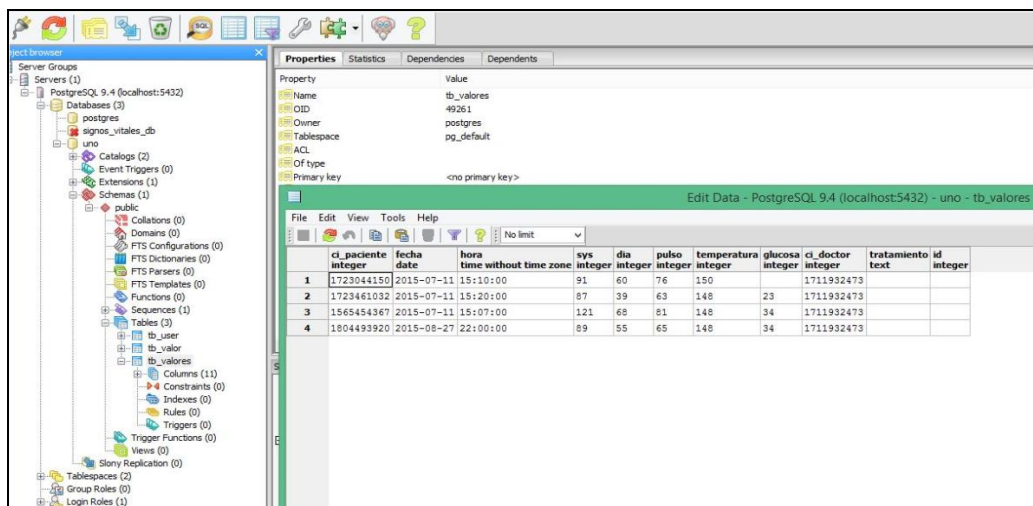 SQL
ject browser
Server Groups
Servers (1)
PostgreSQL 9.4 (localhost:5432)
Databases (3)
postgres
signos_vitales_db
uno
Catalogs (2)
Event Triggers (0)
Extensions (1)
Schemas (1)
public
Collations (0)
Domains (0)
FTS Configurations (0)
FTS Dictionaries (0)
FTS Parsers (0)
FTS Templates (0)
Functions (0)
Sequences (1)
Tables (3)
tb_user
tb_valor
tb_valores
Columns (11)
Constraints (0)
Indexes (0)
Rules (0)
Triggers (0)
Trigger Functions (0)
Views (0)
Slony Replication (0)
Tablespaces (2)
Group Roles (0)
Login Roles (1)
Properties Statistics Dependencies Dependents
Property Value
Name tb_valores
OID 49261
Owner postgres
Tablespace pg_default
ACL
Of type
Primary key <no primary key>
Edit Data - PostgreSQL 9.4 (localhost:5432) - uno - tb_valores
File Edit View Tools Help
No limit
ci_paciente fecha hora sys dia pulso temperatura glucosa ci_doctor tratamiento id
integer date time without time zone integer integer integer integer integer integer text integer
1 1723044150 2015-07-11 15:10:00 91 60 76 150 1711932473
2 1723461032 2015-07-11 15:20:00 87 39 63 148 23 1711932473
3 1565454367 2015-07-11 15:07:00 121 68 81 148 34 1711932473
4 1804493920 2015-08-27 22:00:00 89 55 65 148 34 1711932473